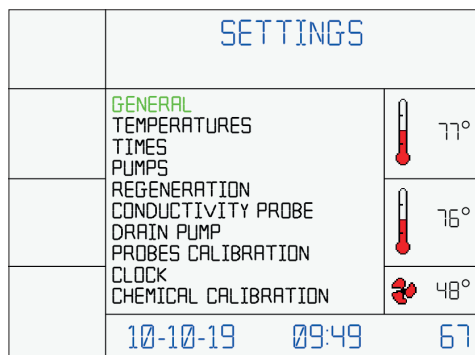 SETTINGS
GENERAL
TEMPERATURES
TIMES
PUMPS
REGENERATION
CONDUCTIVITY PROBE
DRAIN PUMP
PROBES CALIBRATION
CLOCK
CHEMICAL CALIBRATION
77°
76°
48°
10-10-19 09:49 67